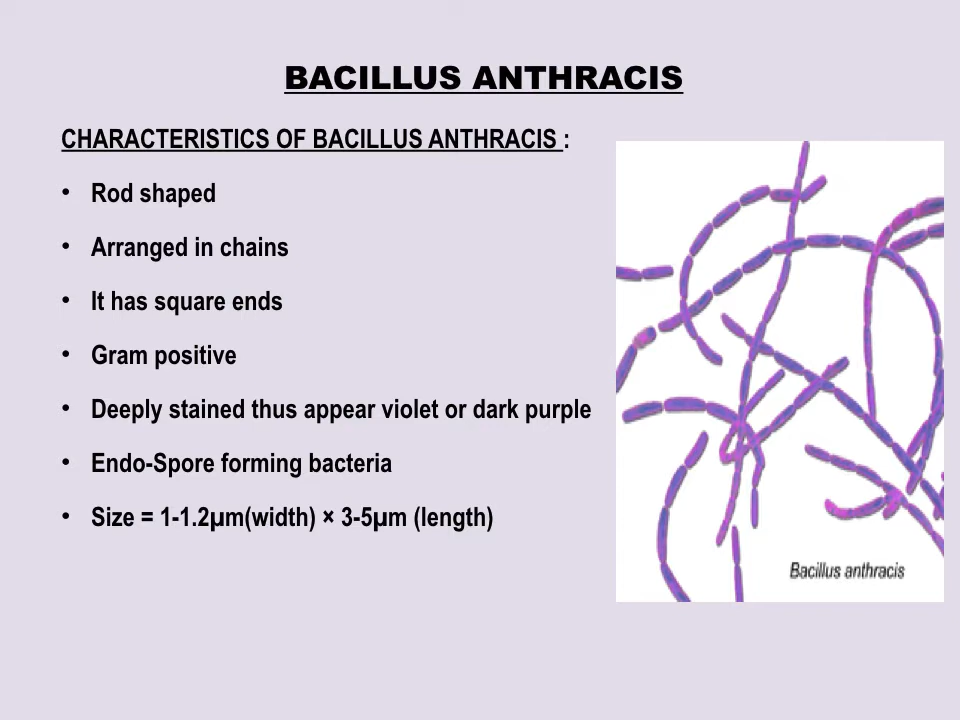 BACILLUS ANTHRACIS
CHARACTERISTICS OF BACILLUS ANTHRACIS :
• Rod shaped
• Arranged in chains
• It has square ends
• Gram positive
• Deeply stained thus appear violet or dark purple
• Endo-Spore forming bacteria
• Size = 1-1.2µm(width) × 3-5µm (length)
Bacillus anthracis